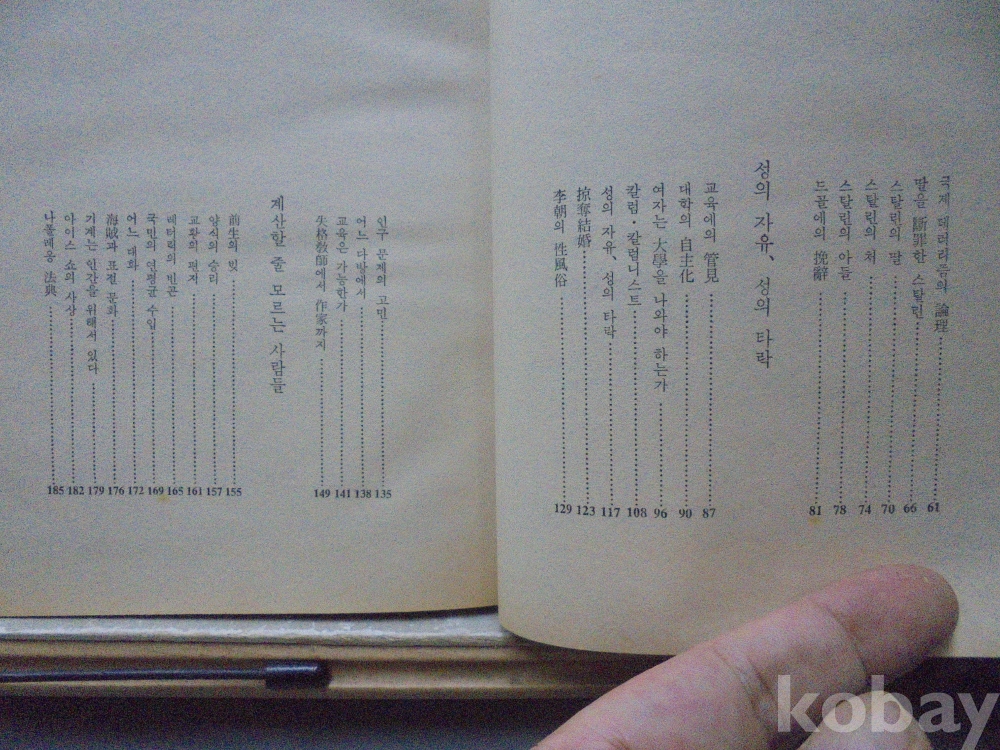 국제 테러리즘의 論理 61
딸을 斷罪한 스탈린 66
스탈린의 딸 70
스탈린의 처 74
스탈린의 아들 78
드골에의 挽辭 81
성의 자유, 성의 타락
교육에의 管見 87
대학의 自主化 90
여자는 大學을 나와야 하는가 96
칼럼·칼럼니스트 108
성의 자유, 성의 타락 117
掠奪結婚 123
李朝의 性風俗 129
인구 문제의 고민 135
어느 다방에서 138
교육은 가능한가 141
失格敎師에서 作家까지 149
계산할 줄 모르는 사람들
前生의 빚 155
양식의 승리 157
교황의 편지 161
레터릭의 빈곤 165
국민의 연평균 수입 169
어느 대화 172
海賊과 표절 문화 176
기계는 인간을 위해서 있다 179
아이스 쇼의 사상 182
나폴레옹 法典 185
kobay